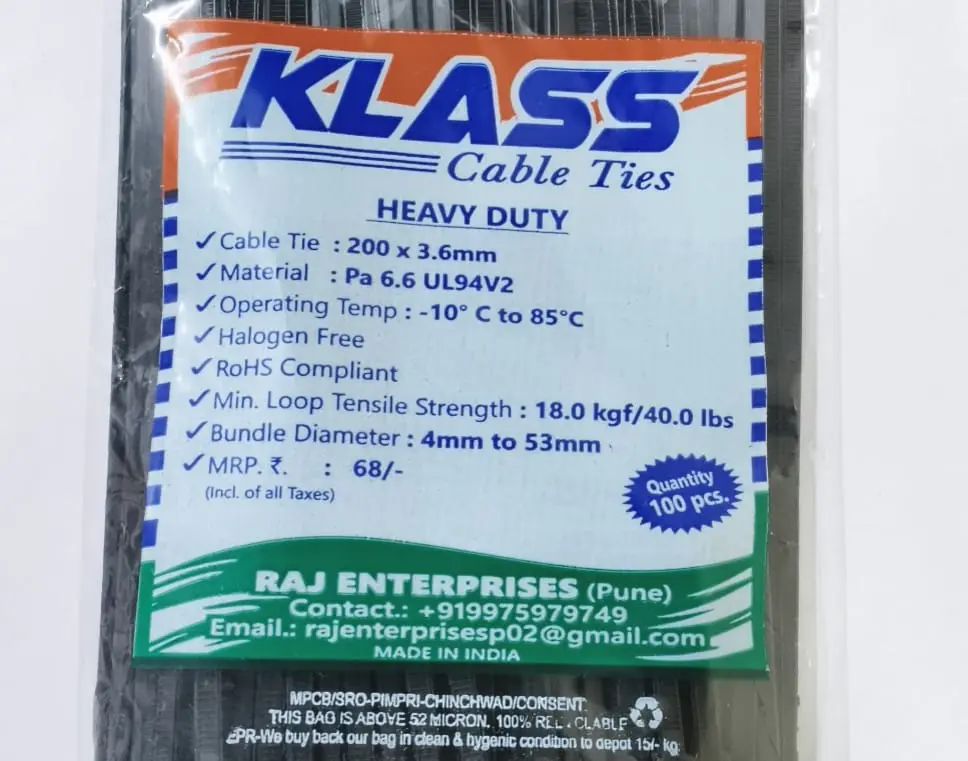 KLASS
Cable Ties
HEAVY DUTY
✓ Cable Tie : 200 x 3.6mm
✓ Material : Pa 6.6 UL94V2
✓ Operating Temp : -10° C to 85°C
✓ Halogen Free
✓ RoHS Compliant
✓ Min. Loop Tensile Strength : 18.0 kgf/40.0 lbs
✓ Bundle Diameter : 4mm to 53mm
✓ MRP. ₹. : 68/-
(Incl. of all Taxes)
Quantity
100 pcs.
RAJ ENTERPRISES (Pune)
Contact.: +919975979749
Email.: rajenterprisesp02@gmail.com
MADE IN INDIA
MPCB/SRO-PIMPRI-CHINCHWAD/CONSENT
THIS BAG IS ABOVE 52 MICRON. 100%
EPR-We buy back our bag in clean & hygenic condition to depot 15/- kg